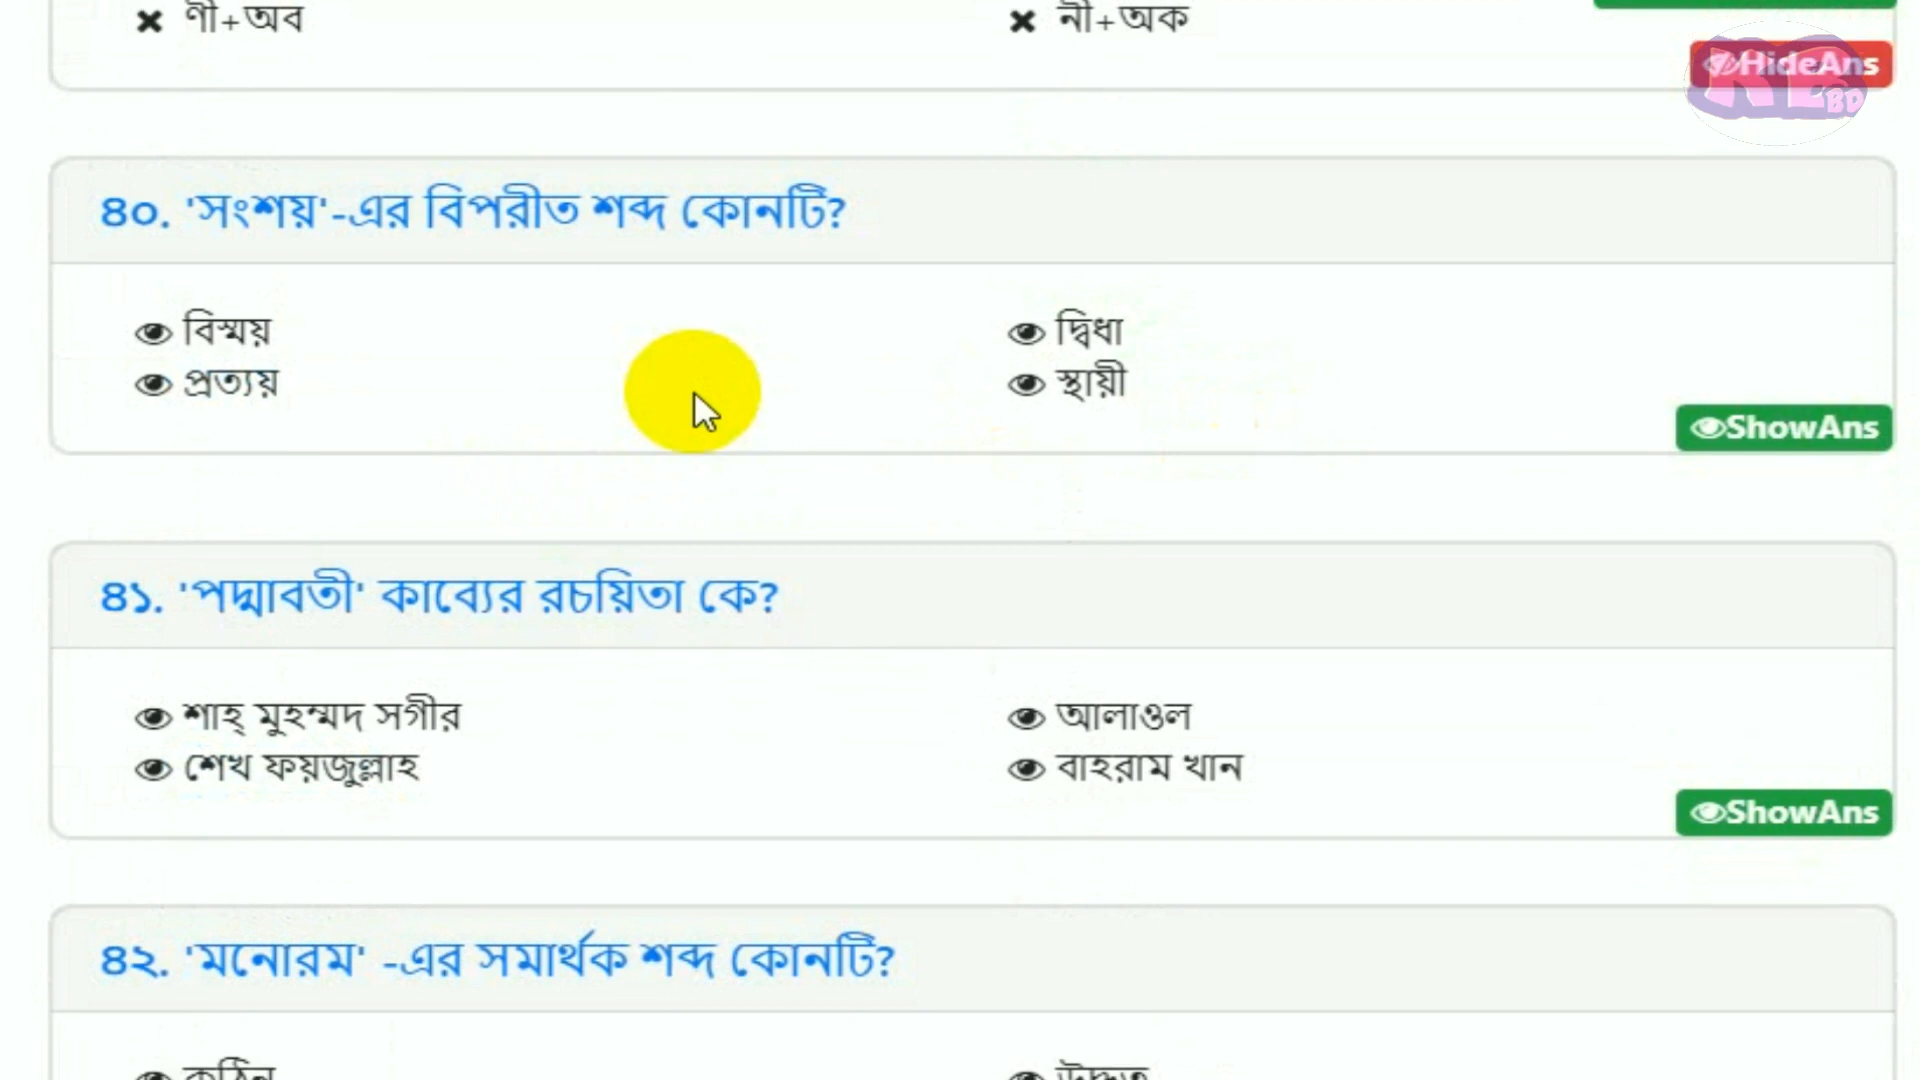 ✖ ণী+অব
✖ নী+অক
HideAns
৪০. 'সংশয়'-এর বিপরীত শব্দ কোনটি?
বিস্ময়
দ্বিধা
প্রত্যয়
স্থায়ী
ShowAns
৪১. 'পদ্মাবতী' কাব্যের রচয়িতা কে?
শাহ্ মুহম্মদ সগীর
আলাওল
শেখ ফয়জুল্লাহ
বাহরাম খান
ShowAns
৪২. 'মনোরম' -এর সমার্থক শব্দ কোনটি?
কঠিন